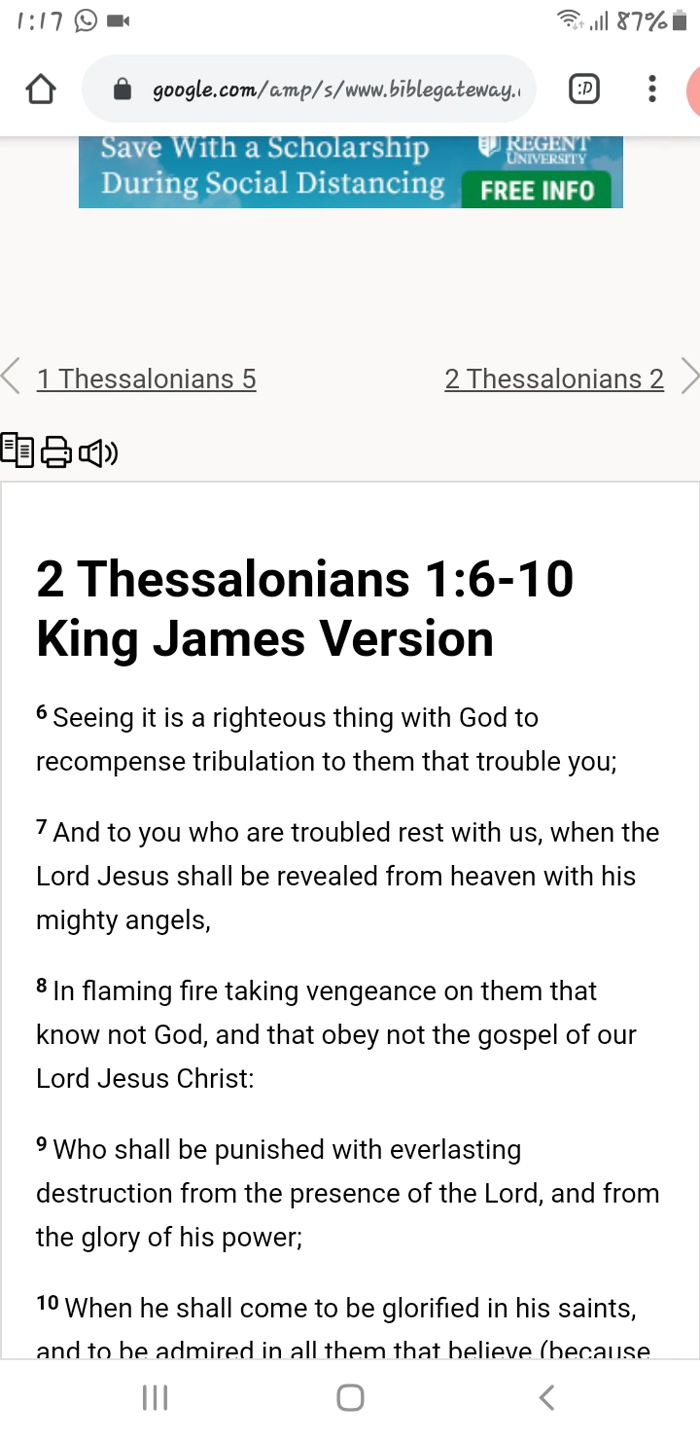 1:17
87%
google.com/amp/s/www.biblegateway.
:D
Save With a Scholarship
During Social Distancing
REGENT
UNIVERSITY
FREE INFO
1 Thessalonians 5
2 Thessalonians 2
2 Thessalonians 1:6-10
King James Version
6 Seeing it is a righteous thing with God to
recompense tribulation to them that trouble you;
7 And to you who are troubled rest with us, when the
Lord Jesus shall be revealed from heaven with his
mighty angels,
8 In flaming fire taking vengeance on them that
know not God, and that obey not the gospel of our
Lord Jesus Christ:
9 Who shall be punished with everlasting
destruction from the presence of the Lord, and from
the glory of his power;
10 When he shall come to be glorified in his saints,
and to be admired in all them that believe (because